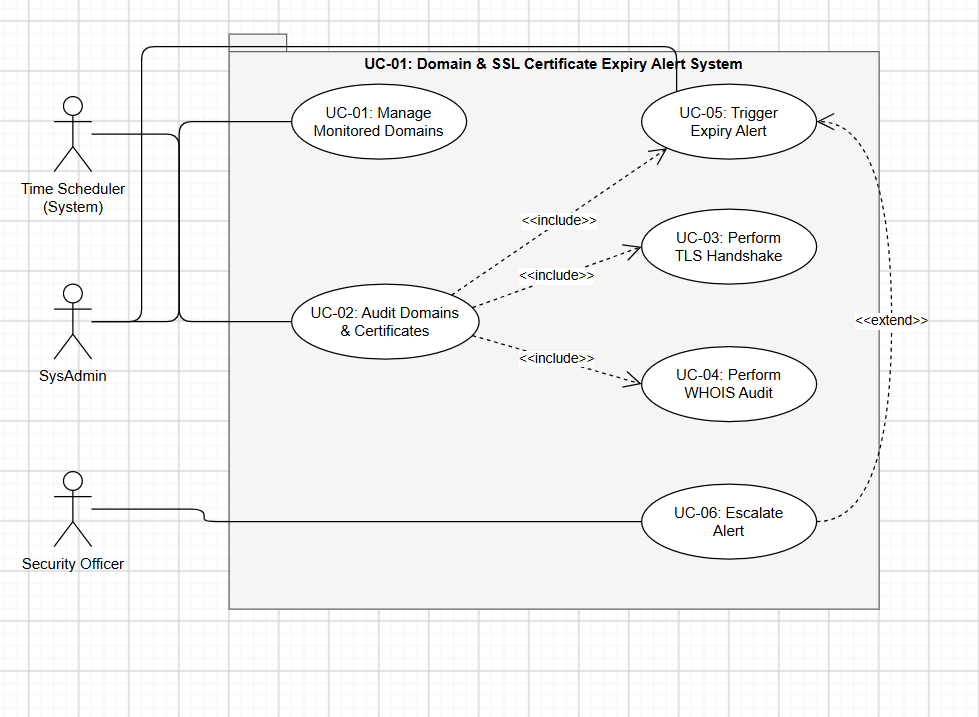 UC-01: Domain & SSL Certificate Expiry Alert System
UC-01: Manage
Monitored Domains
UC-05: Trigger
Expiry Alert
Time Scheduler
(System)
<<include>>
UC-03: Perform
TLS Handshake
<<include>>
UC-02: Audit Domains
& Certificates
<<extend>>
<<include>>
SysAdmin
UC-04: Perform
WHOIS Audit
UC-06: Escalate
Alert
Security Officer